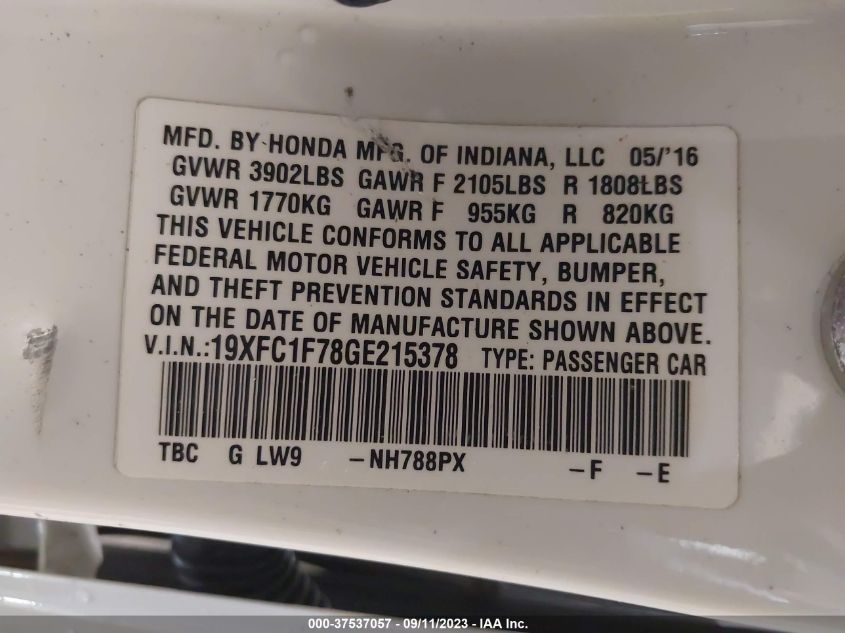 MFD. BY HONDA MFG. OF INDIANA, LLC 05/'16
GVWR 3902LBS GAWR F 2105LBS R 1808LBS
GVWR 1770KG GAWR F 955KG R 820KG
THIS VEHICLE CONFORMS TO ALL APPLICABLE
FEDERAL MOTOR VEHICLE SAFETY, BUMPER,
AND THEFT PREVENTION STANDARDS IN EFFECT
ON THE DATE OF MANUFACTURE SHOWN ABOVE.
V.I.N.:19XFC1F78GE215378 TYPE: PASSENGER CAR
TBC G LW9 -NH788PX -F -E
000-37537057 - 09/11/2023 - IAA Inc.